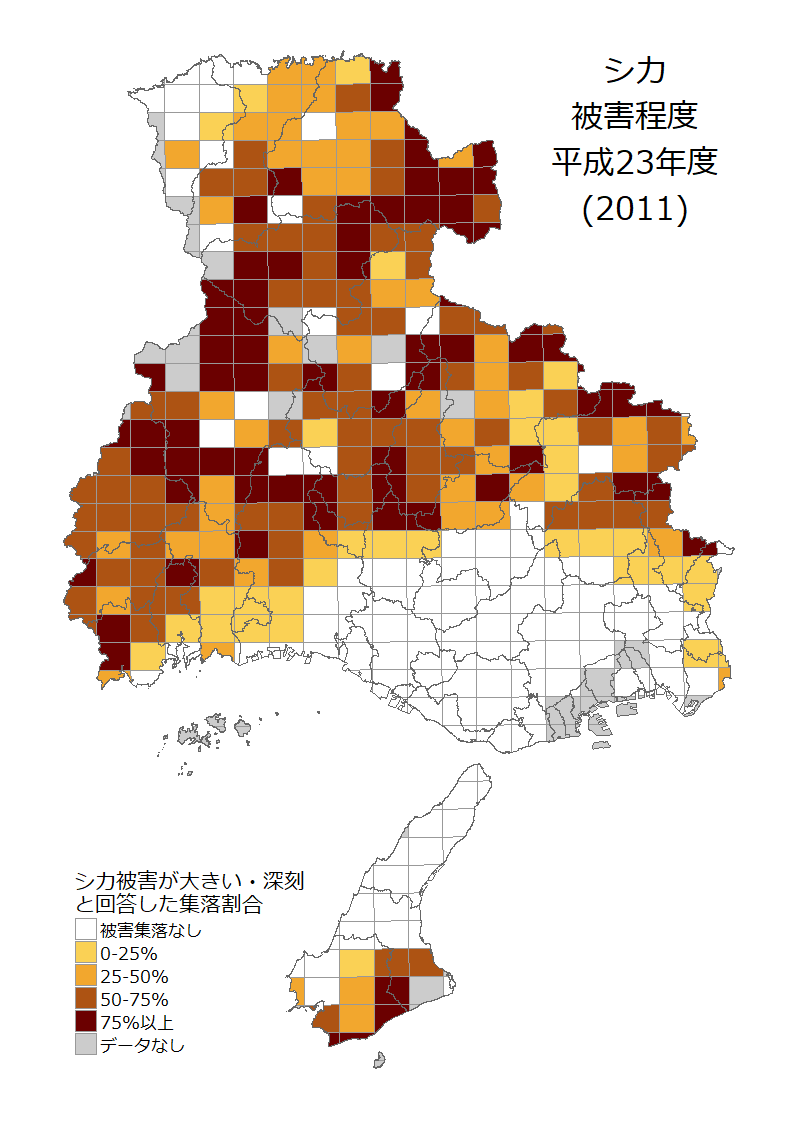 シカ
被害程度
平成23年度
(2011)
シカ被害が大きい・深刻
と回答した集落割合
被害集落なし
0-25%
25-50%
50-75%
75%以上
データなし